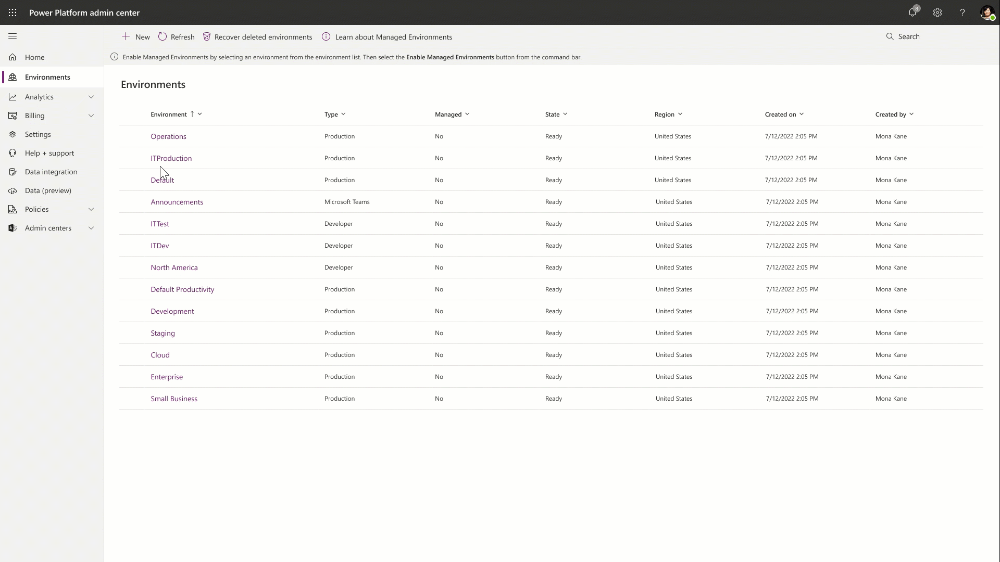 Power Platform admin center
8
?
New
Refresh
Recover deleted environments
Learn about Managed Environments
Search
Enable Managed Environments by selecting an environment from the environment list. Then select the Enable Managed Environments button from the command bar.
Home
Environments
Analytics
Billing
Settings
Help + support
Data integration
Data (preview)
Policies
Admin centers
Environments
Environment Type Managed State Region Created on Created by
Operations Production No Ready United States 7/12/2022 2:05 PM Mona Kane
ITProduction Production No Ready United States 7/12/2022 2:05 PM Mona Kane
Default Production No Ready United States 7/12/2022 2:05 PM Mona Kane
Announcements Microsoft Teams No Ready United States 7/12/2022 2:05 PM Mona Kane
ITTest Developer No Ready United States 7/12/2022 2:05 PM Mona Kane
ITDev Developer No Ready United States 7/12/2022 2:05 PM Mona Kane
North America Developer No Ready United States 7/12/2022 2:05 PM Mona Kane
Default Productivity Production No Ready United States 7/12/2022 2:05 PM Mona Kane
Development Production No Ready United States 7/12/2022 2:05 PM Mona Kane
Staging Production No Ready United States 7/12/2022 2:05 PM Mona Kane
Cloud Production No Ready United States 7/12/2022 2:05 PM Mona Kane
Enterprise Production No Ready United States 7/12/2022 2:05 PM Mona Kane
Small Business Production No Ready United States 7/12/2022 2:05 PM Mona Kane